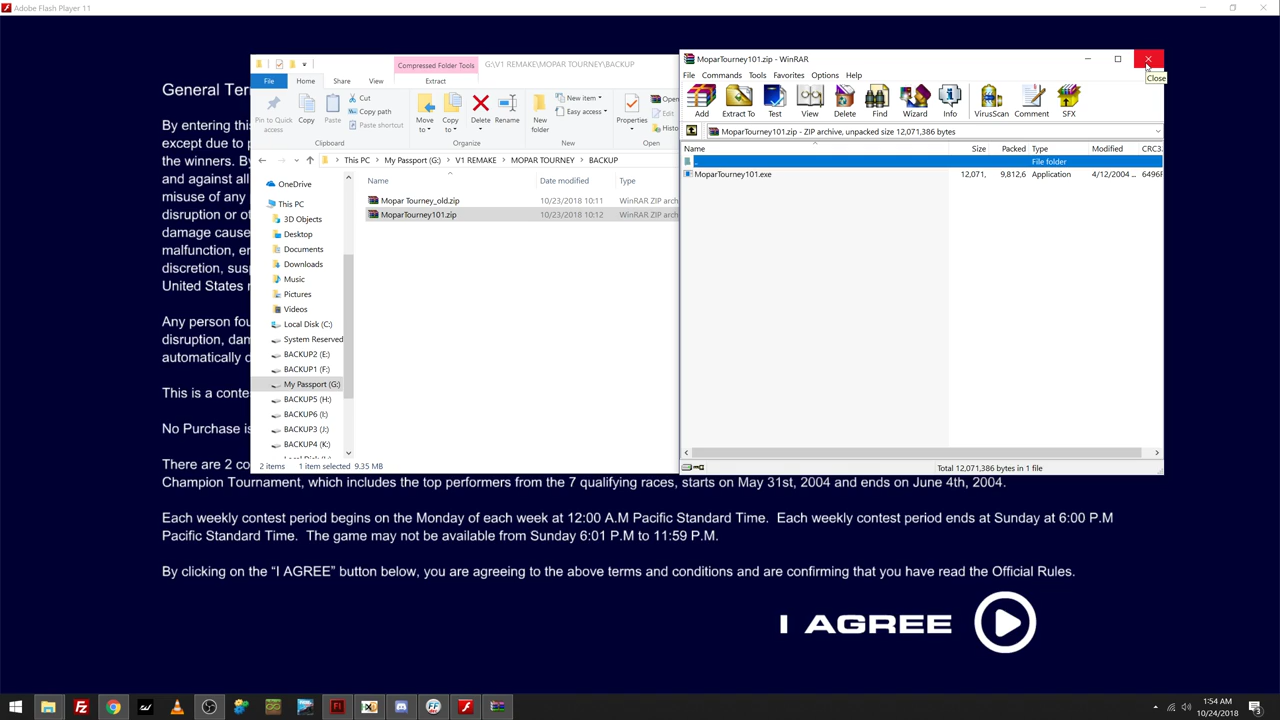 Adobe Flash Player 11
General Ter
By entering this
except due to p
the winners. By
and against all
misuse of any
disruption or ot
damage cause
malfunction, er
discretion, susp
United States r
Any person fou
disruption, dan
automatically d
This is a conte
No Purchase is
There are 2 co
Champion Tournament, which includes the top performers from the 7 qualifying races, starts on May 31st, 2004 and ends on June 4th, 2004.
Each weekly contest period begins on the Monday of each week at 12:00 A.M Pacific Standard Time. Each weekly contest period ends at Sunday at 6:00 P.M
Pacific Standard Time. The game may not be available from Sunday 6:01 P.M to 11:59 P.M.
By clicking on the “I AGREE” button below, you are agreeing to the above terms and conditions and are confirming that you have read the Official Rules.
I AGREE
Compressed Folder Tools
G:\V1 REMAKE\MOPAR TOURNEY\BACKUP
File Home Share View Extract
Pin to Quick access
Copy
Paste
Cut
Copy path
Paste shortcut
Move to
Copy to
Delete
Rename
New folder
New item
Easy access
Properties
Open
Edit
Histo
Clipboard
Organize
New
Open
This PC My Passport (G:) V1 REMAKE MOPAR TOURNEY BACKUP
OneDrive
This PC
3D Objects
Desktop
Documents
Downloads
Music
Pictures
Videos
Local Disk (C:)
System Reserved
BACKUP2 (E:)
BACKUP1 (F:)
My Passport (G:)
BACKUP5 (H:)
BACKUP6 (I:)
BACKUP3 (J:)
BACKUP4 (K:)
Name Date modified Type
Mopar Tourney_old.zip 10/23/2018 10:11 WinRAR ZIP arch
MoparTourney101.zip 10/23/2018 10:12 WinRAR ZIP arch
2 items 1 item selected 9.35 MB
MoparTourney101.zip - WinRAR
Close
File Commands Tools Favorites Options Help
Add Extract To Test View Delete Find Wizard Info VirusScan Comment SFX
MoparTourney101.zip - ZIP archive, unpacked size 12,071,386 bytes
Name Size Packed Type Modified CRC3
.. File folder
MoparTourney101.exe 12,071, 9,812,6 Application 4/12/2004 ... 6496F
Total 12,071,386 bytes in 1 file
1:54 AM
10/24/2018
3